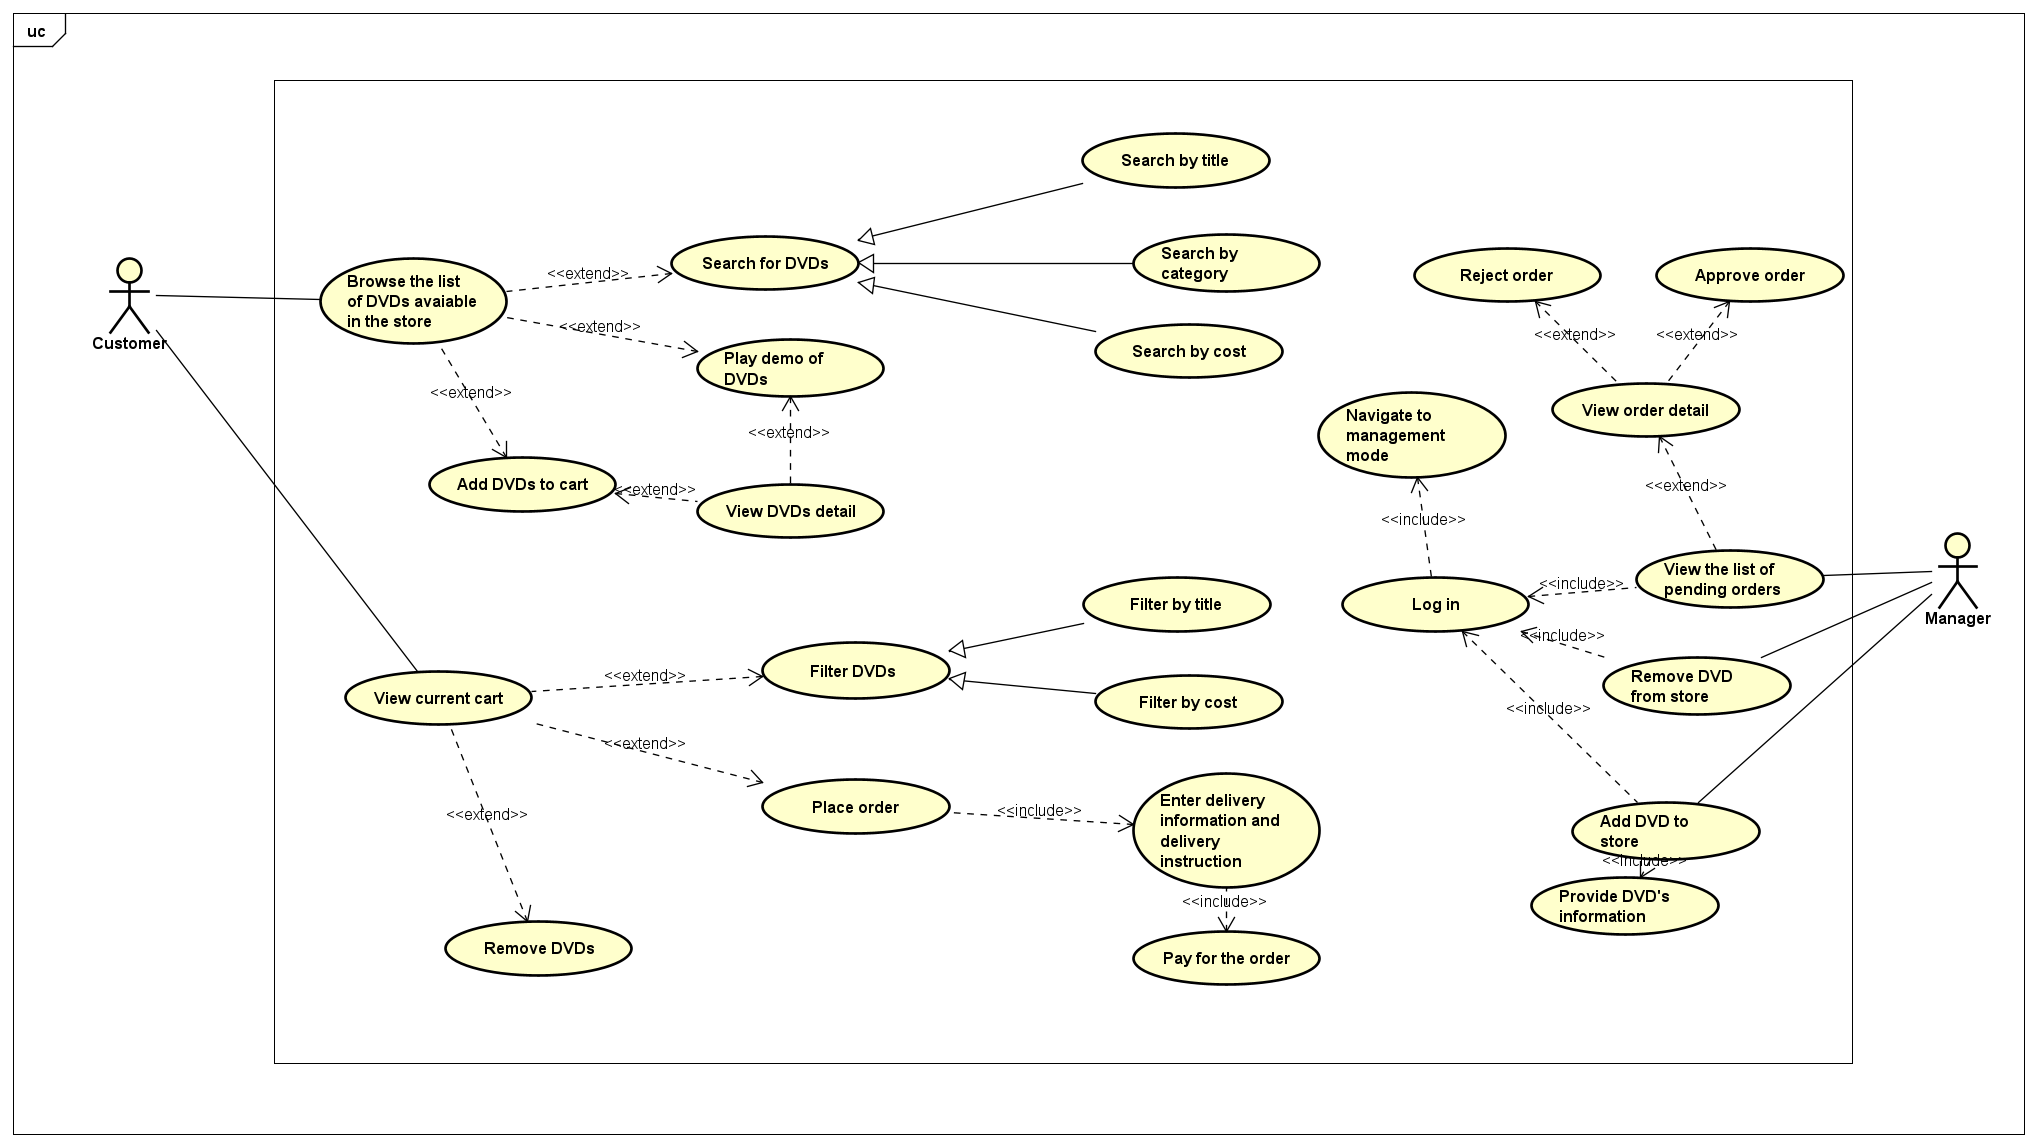 uc
Customer
Browse the list
of DVDs avaiable
in the store
<<extend>>
Search for DVDs
Search by title
Search by
category
Search by cost
<<extend>>
Play demo of
DVDs
<<extend>>
<<extend>>
Add DVDs to cart
<<extend>>
View DVDs detail
Reject order
Approve order
<<extend>>
<<extend>>
View order detail
Navigate to
management
mode
<<extend>>
<<include>>
View the list of
pending orders
<<include>>
Log in
Manager
<<include>>
Remove DVD
from store
<<include>>
Add DVD to
store
<<include>>
Provide DVD's
information
View current cart
<<extend>>
Filter DVDs
Filter by title
Filter by cost
<<extend>>
Place order
<<include>>
Enter delivery
information and
delivery
instruction
<<include>>
Pay for the order
<<extend>>
Remove DVDs